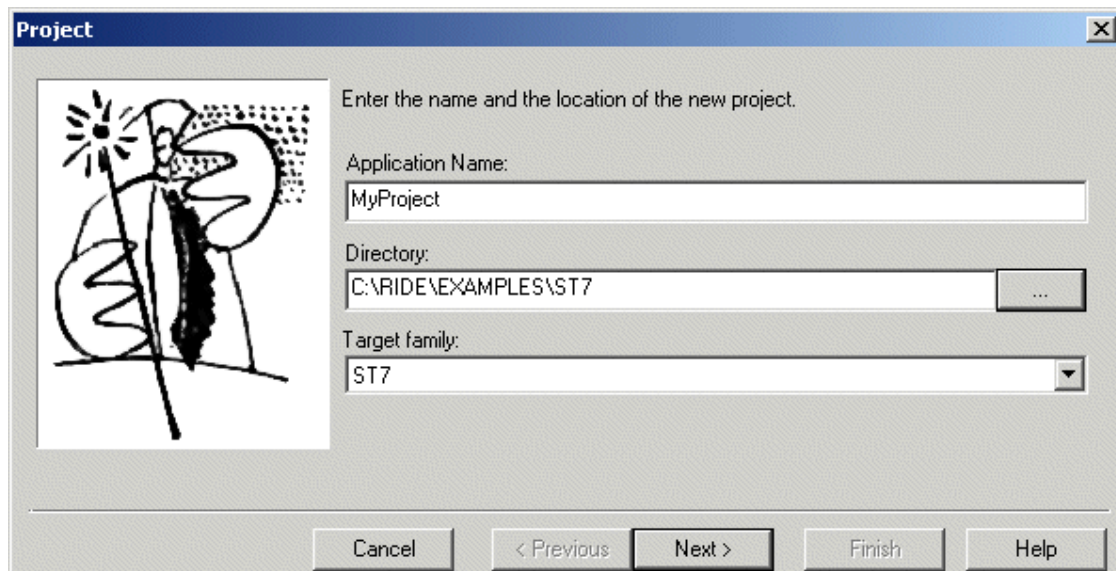 Project
Enter the name and the location of the new project.
Application Name:
MyProject
Directory:
C:\RIDE\EXAMPLES\ST7
...
Target family:
ST7
Cancel
< Previous
Next >
Finish
Help